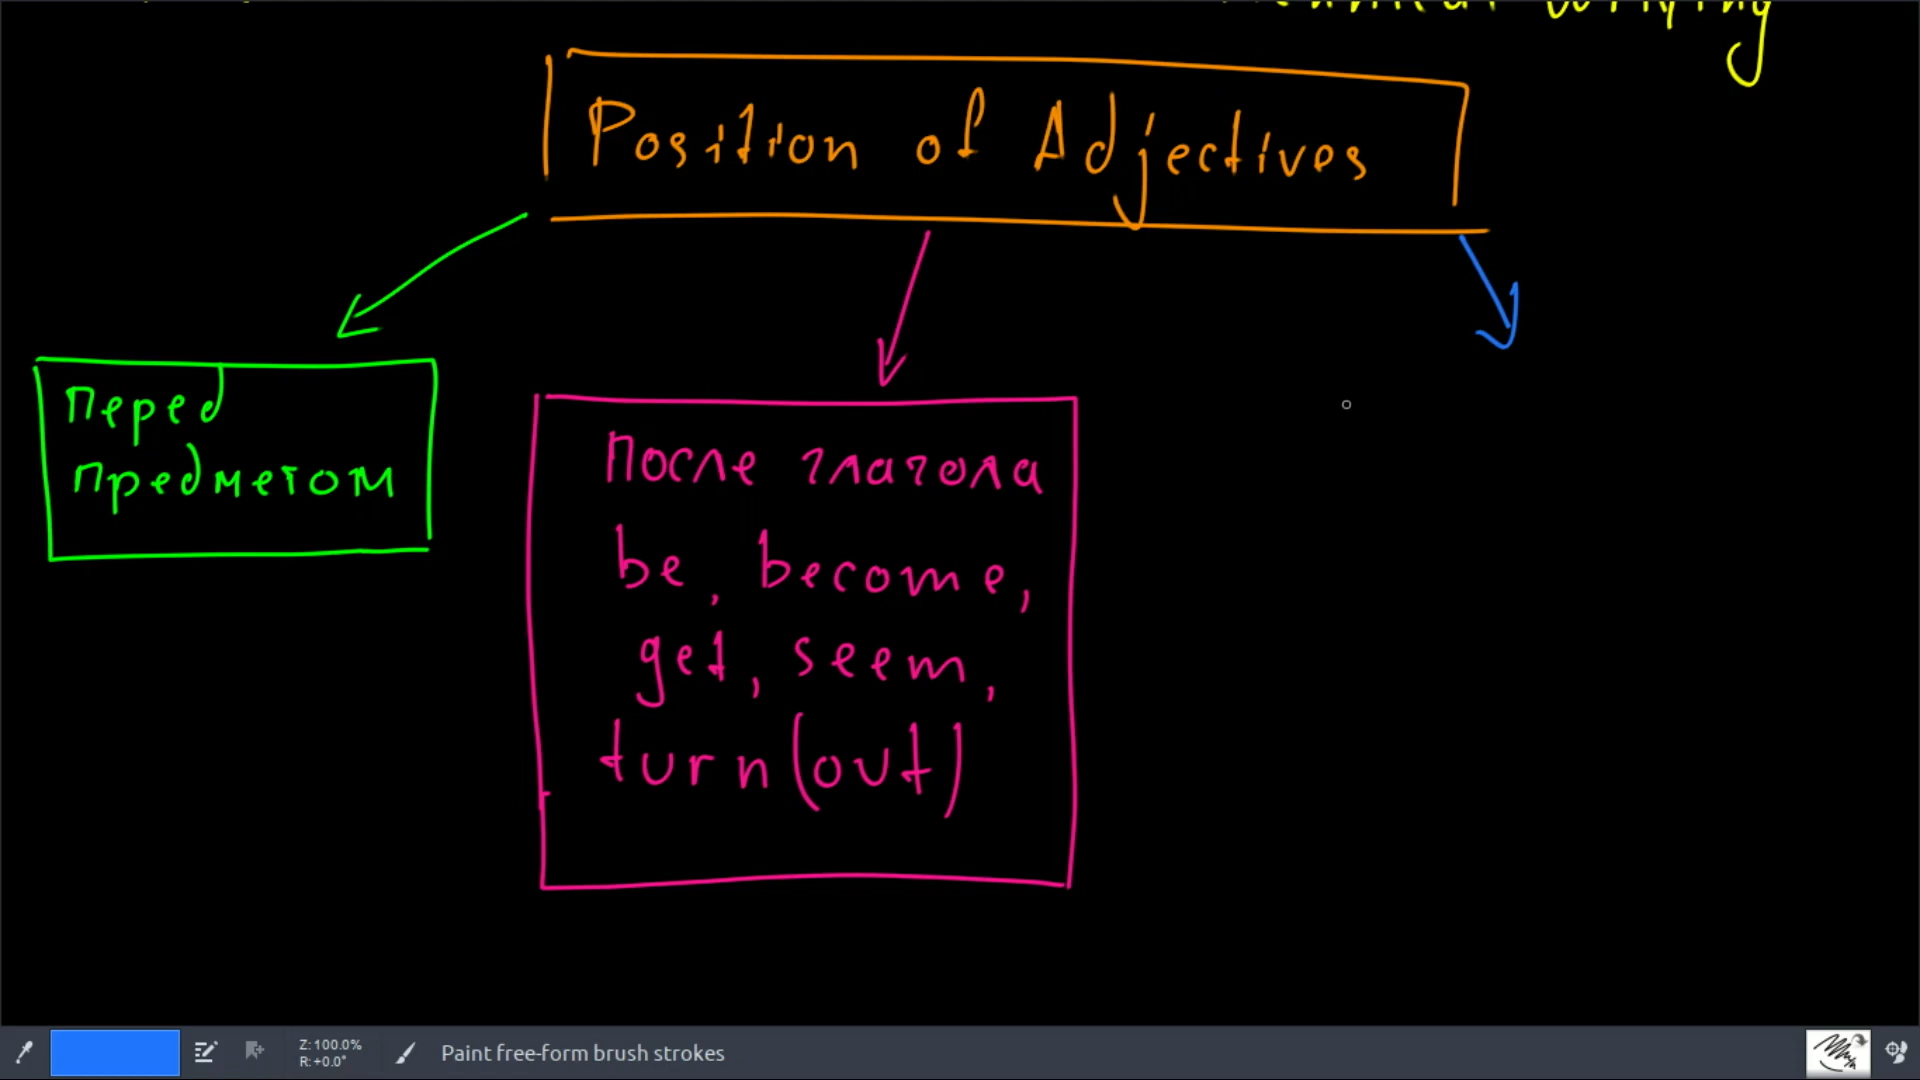 Position of Adjectives
Перед
предметом
После глагола
be, become,
get, seem,
turn (out)
Z: 100.0%
R: +0.0°
Paint free-form brush strokes